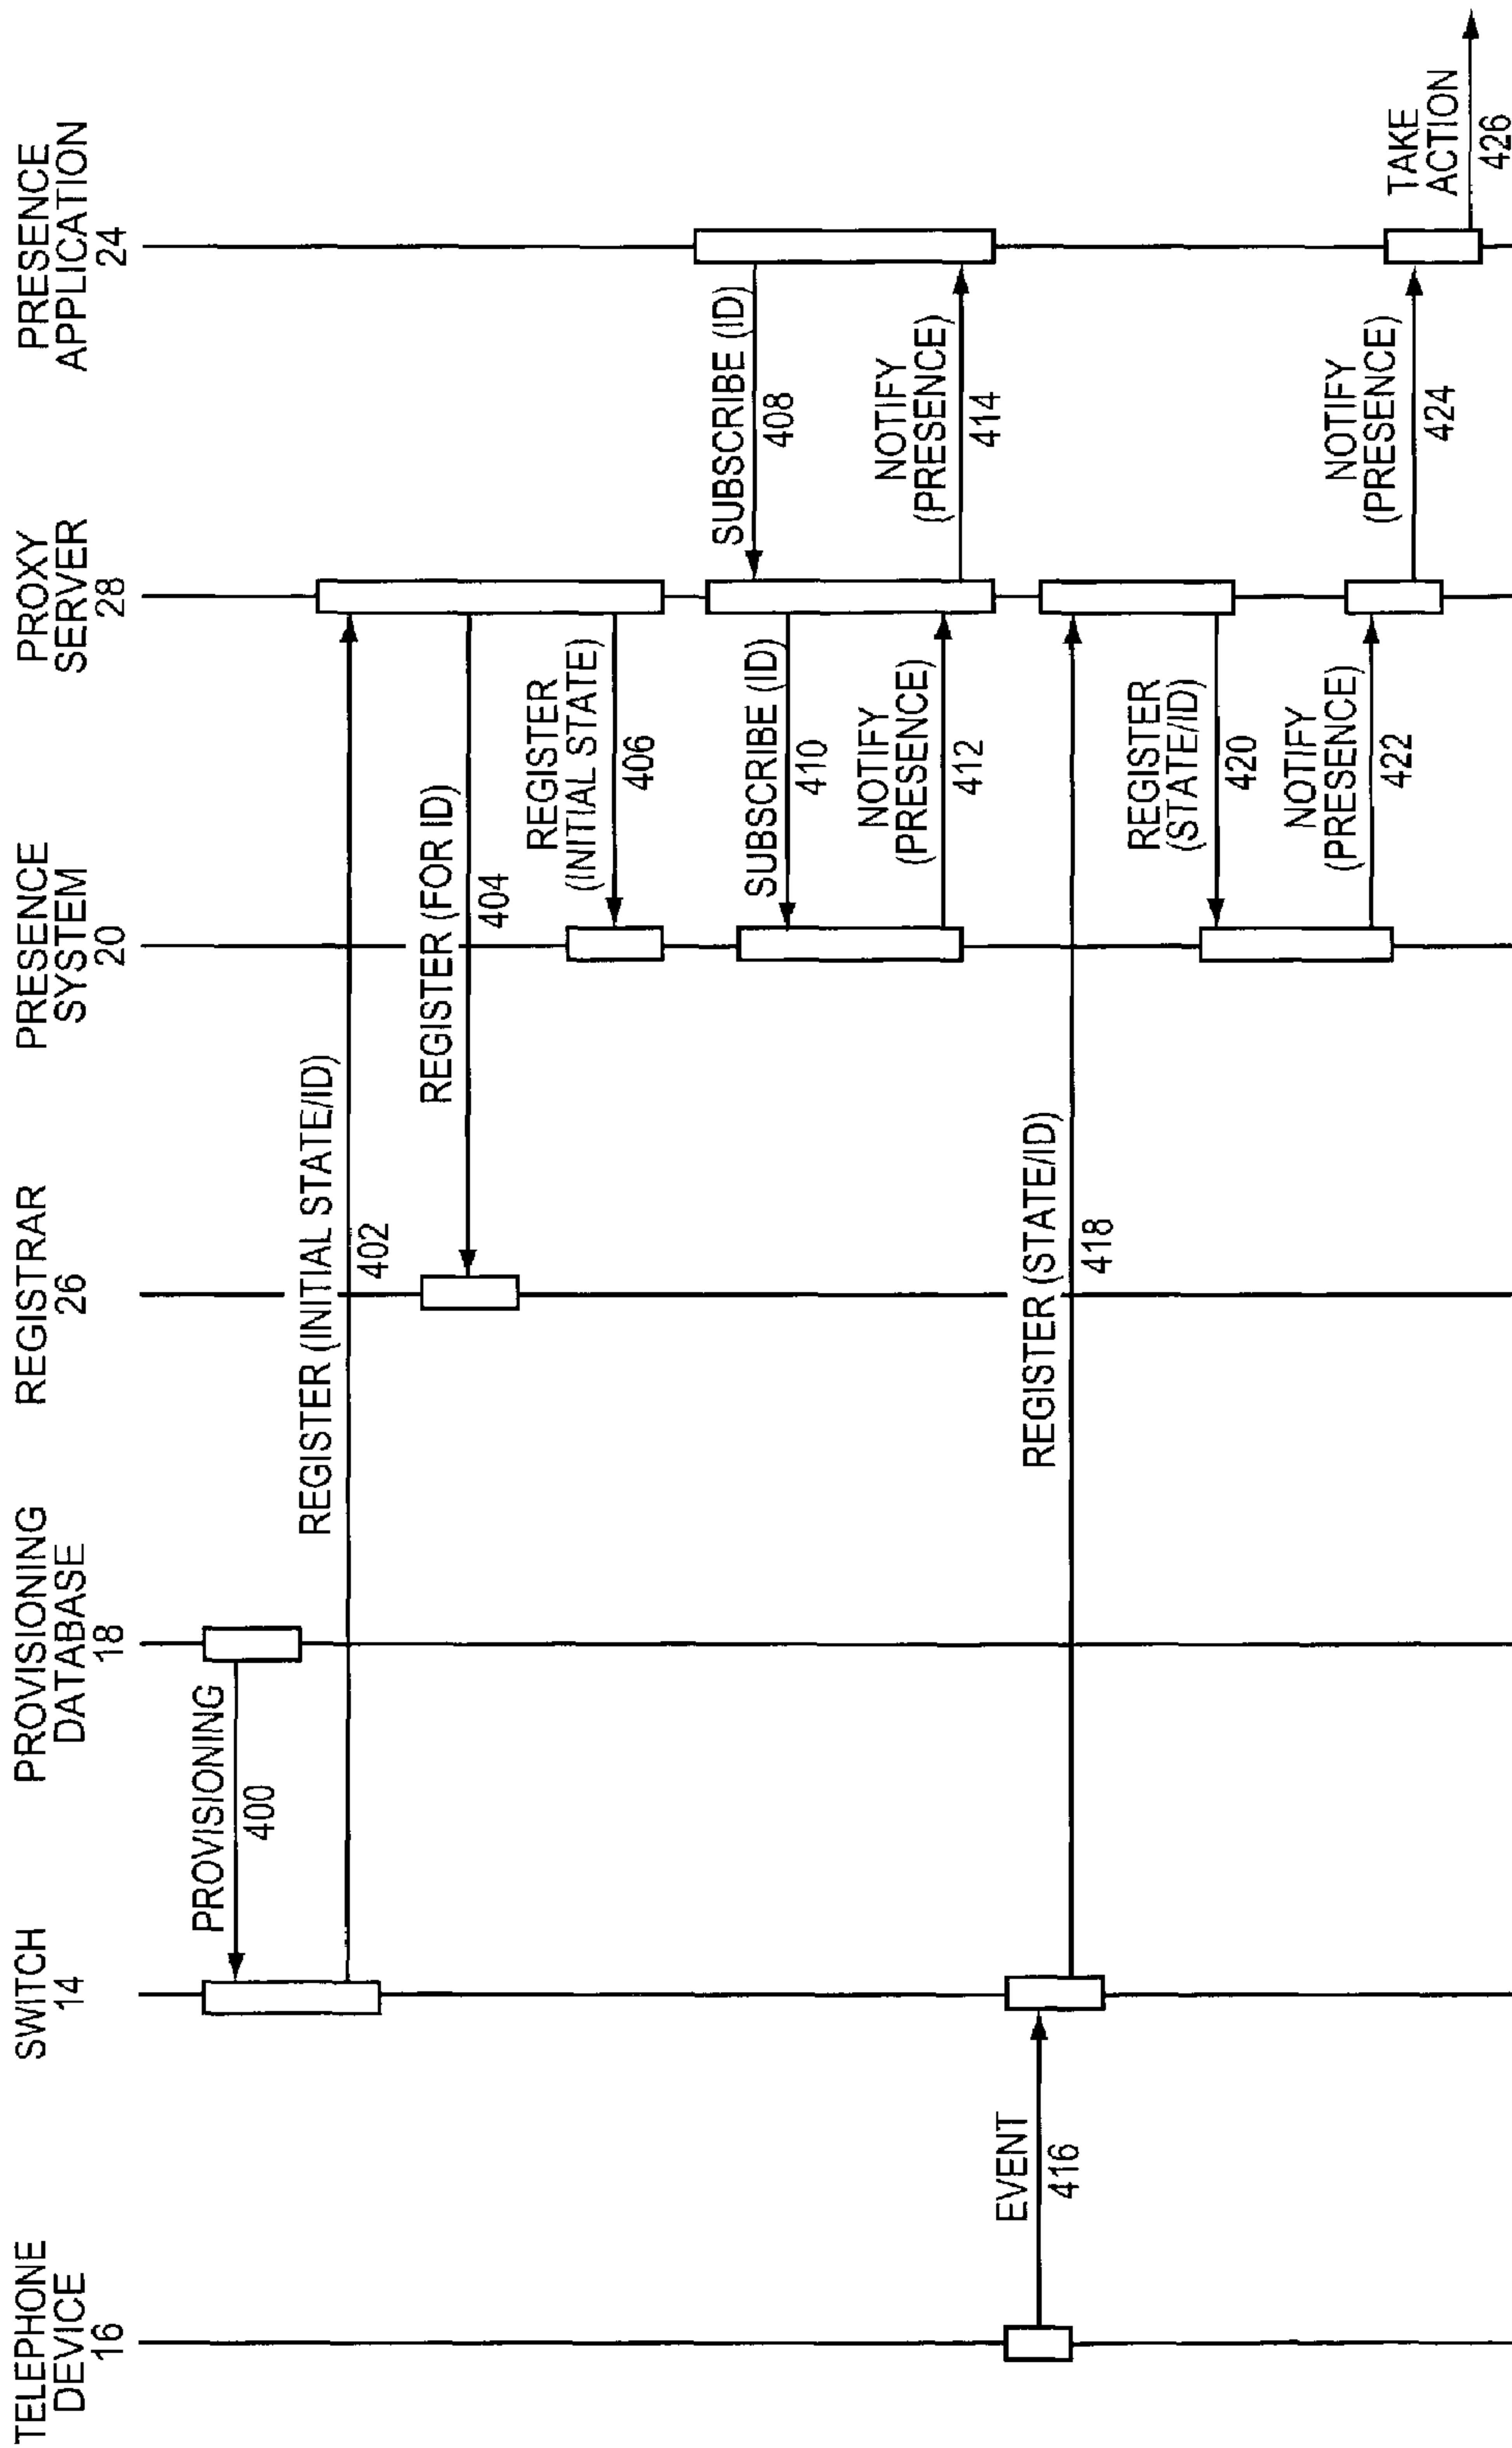 TELEPHONE
DEVICE
16
SWITCH
14
PROVISIONING
DATABASE
18
REGISTRAR
26
PRESENCE
SYSTEM
20
PROXY
SERVER
28
PRESENCE
APPLICATION
24
PROVISIONING
400
REGISTER (INITIAL STATE/ID)
402
REGISTER (FOR ID)
404
REGISTER
(INITIAL STATE)
406
SUBSCRIBE (ID)
408
SUBSCRIBE (ID)
410
NOTIFY
(PRESENCE)
412
NOTIFY
(PRESENCE)
414
EVENT
416
REGISTER (STATE/ID)
418
REGISTER
(STATE/ID)
420
NOTIFY
(PRESENCE)
422
NOTIFY
(PRESENCE)
424
TAKE
ACTION
426